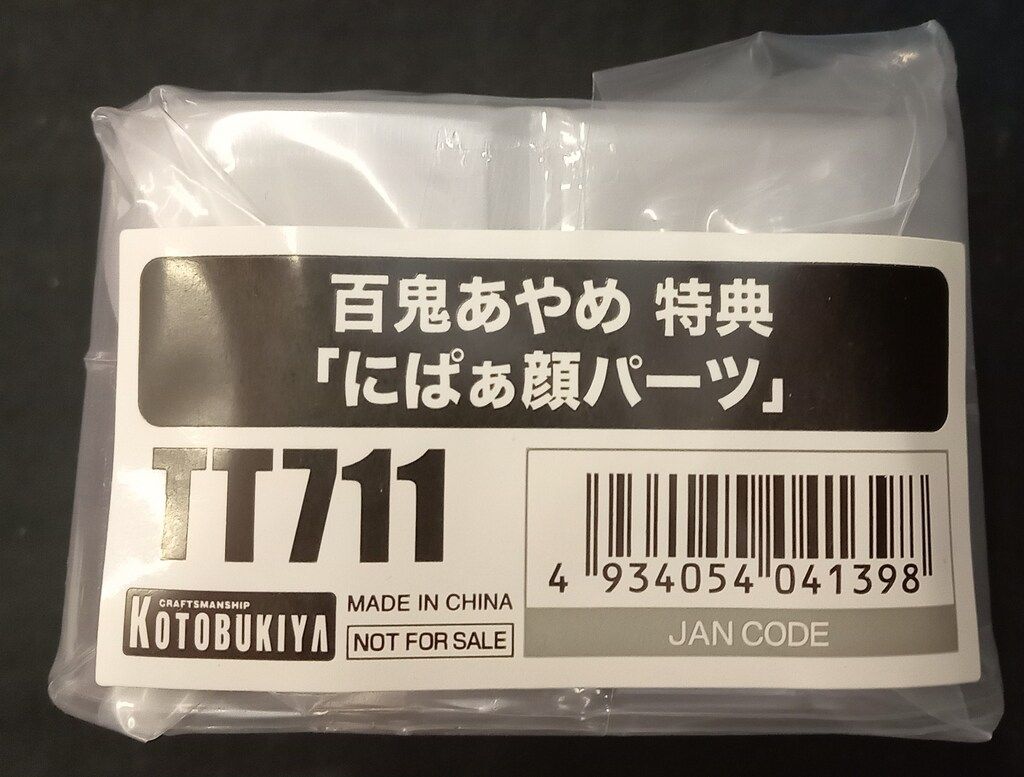 百鬼あやめ 特典
「にぱぁ顔パーツ」
TT711
CRAFTSMANSHIP
KOTOBUKIYA
MADE IN CHINA
NOT FOR SALE
4 934054 041398
JAN CODE